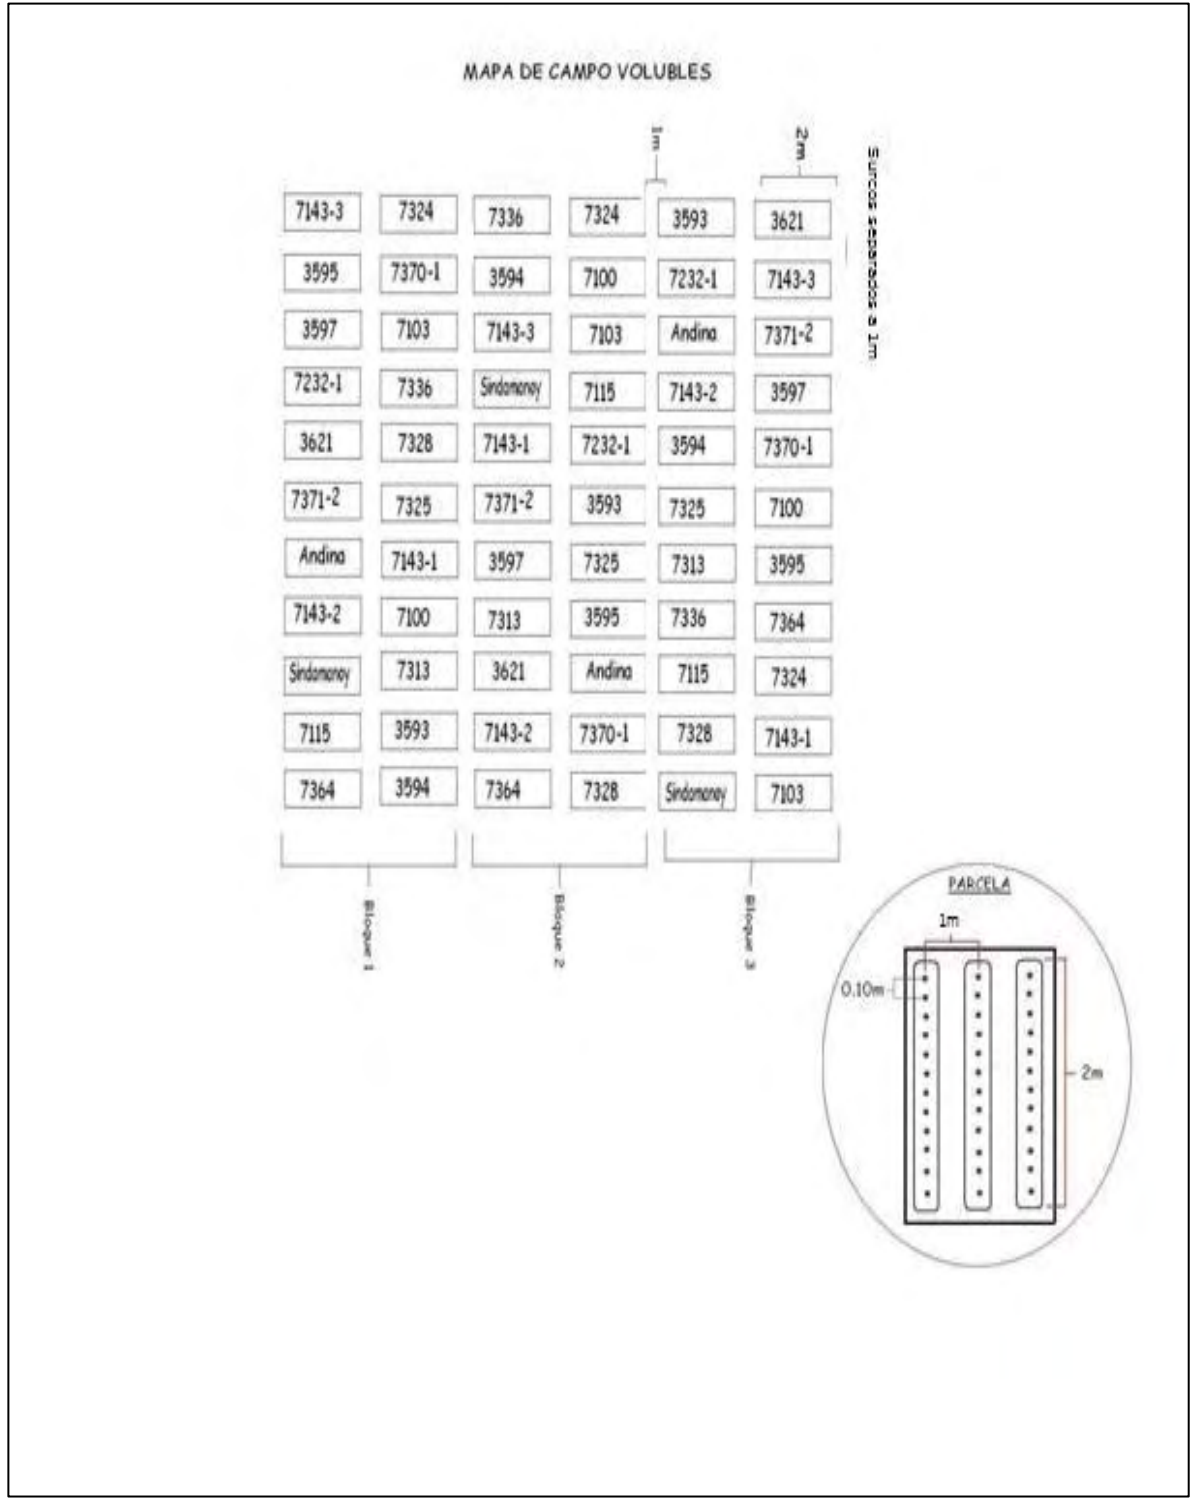 MAPA DE CAMPO VOLUBLES
1m
2m
Surcos separados a 1m
7143-3 7324 7336 7324 3593 3621
3595 7370-1 3594 7100 7232-1 7143-3
3597 7103 7143-3 7103 Andina 7371-2
7232-1 7336 Sindamanoy 7115 7143-2 3597
3621 7328 7143-1 7232-1 3594 7370-1
7371-2 7325 7371-2 3593 7325 7100
Andina 7143-1 3597 7325 7313 3595
7143-2 7100 7313 3595 7336 7364
Sindamanoy 7313 3621 Andina 7115 7324
7115 3593 7143-2 7370-1 7328 7143-1
7364 3594 7364 7328 Sindamanoy 7103
Bloque 1
Bloque 2
Bloque 3
PARCELA
1m
0.10m
2m